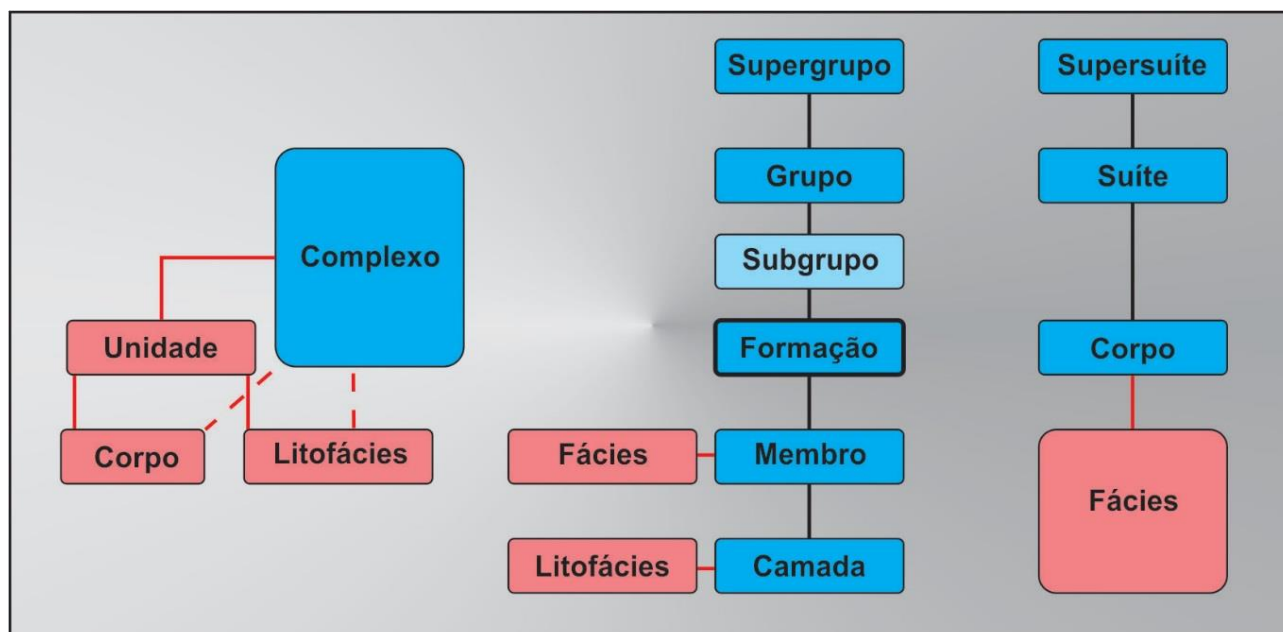 Complexo
Unidade
Corpo
Litofácies
Supergrupo
Grupo
Subgrupo
Formação
Fácies
Membro
Litofácies
Camada
Supersuíte
Suíte
Corpo
Fácies